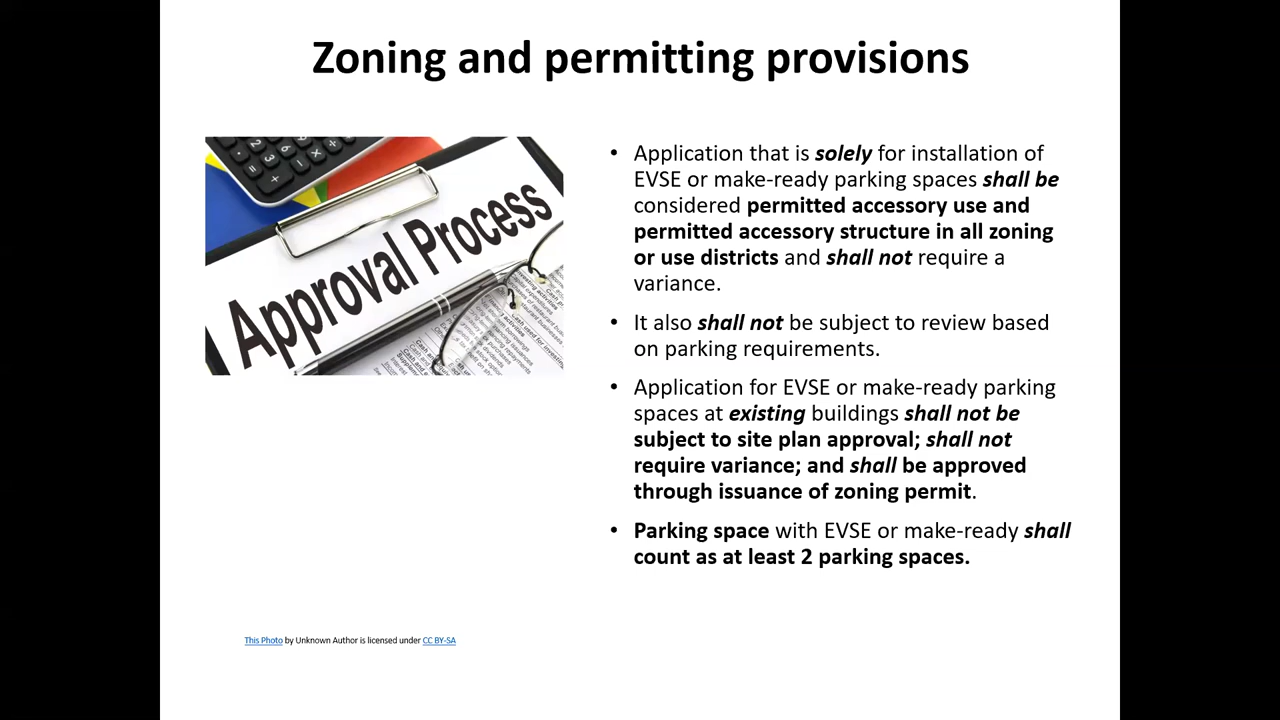 Zoning and permitting provisions
Approval Process
• Application that is solely for installation of
EVSE or make-ready parking spaces shall be
considered permitted accessory use and
permitted accessory structure in all zoning
or use districts and shall not require a
variance.
• It also shall not be subject to review based
on parking requirements.
• Application for EVSE or make-ready parking
spaces at existing buildings shall not be
subject to site plan approval; shall not
require variance; and shall be approved
through issuance of zoning permit.
• Parking space with EVSE or make-ready shall
count as at least 2 parking spaces.
This Photo by Unknown Author is licensed under CC BY-SA